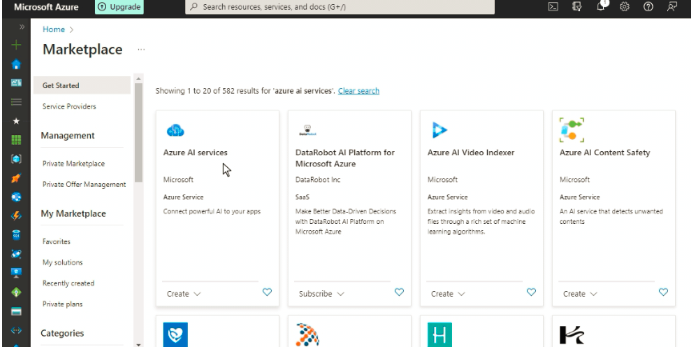 Microsoft Azure
Upgrade
Search resources, services, and docs (G+/)
1
Home >
Marketplace ...
Get Started
Service Providers
Management
Private Marketplace
Private Offer Management
My Marketplace
Favorites
My solutions
Recently created
Private plans
Categories
Showing 1 to 20 of 582 results for 'azure ai services'. Clear search
Azure AI services
Microsoft
Azure Service
Connect powerful AI to your apps
Create
DataRobot AI Platform for
Microsoft Azure
DataRobot Inc
SaaS
Make Better Data-Driven Decisions
with DataRobot AI Platform on
Microsoft Azure
Subscribe
Azure AI Video Indexer
Microsoft
Azure Service
Extract insights from video and audio
files through a rich set of machine
learning algorithms.
Create
Azure AI Content Safety
Microsoft
Azure Service
An AI service that detects unwanted
contents
Create
H